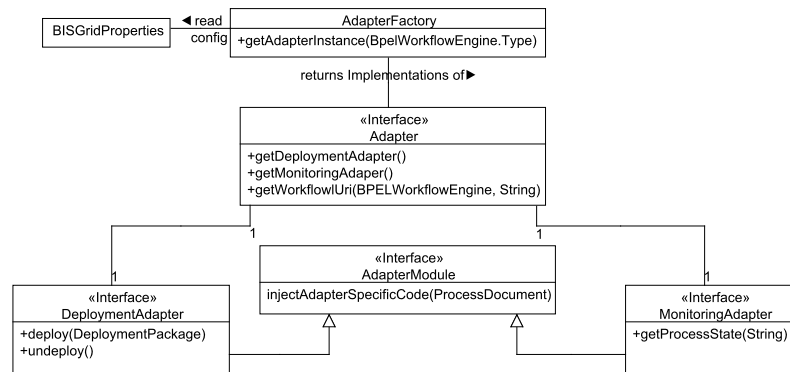 AdapterFactory
◀ read
config
BISGridProperties
+getAdapterInstance(BpelWorkflowEngine.Type)
returns Implementations of▶
«Interface»
Adapter
+getDeploymentAdapter()
+getMonitoringAdaper()
+getWorkflowlUri(BPELWorkflowEngine, String)
1
1
«Interface»
AdapterModule
injectAdapterSpecificCode(ProcessDocument)
1
1
«Interface»
DeploymentAdapter
+deploy(DeploymentPackage)
+undeploy()
«Interface»
MonitoringAdapter
+getProcessState(String)